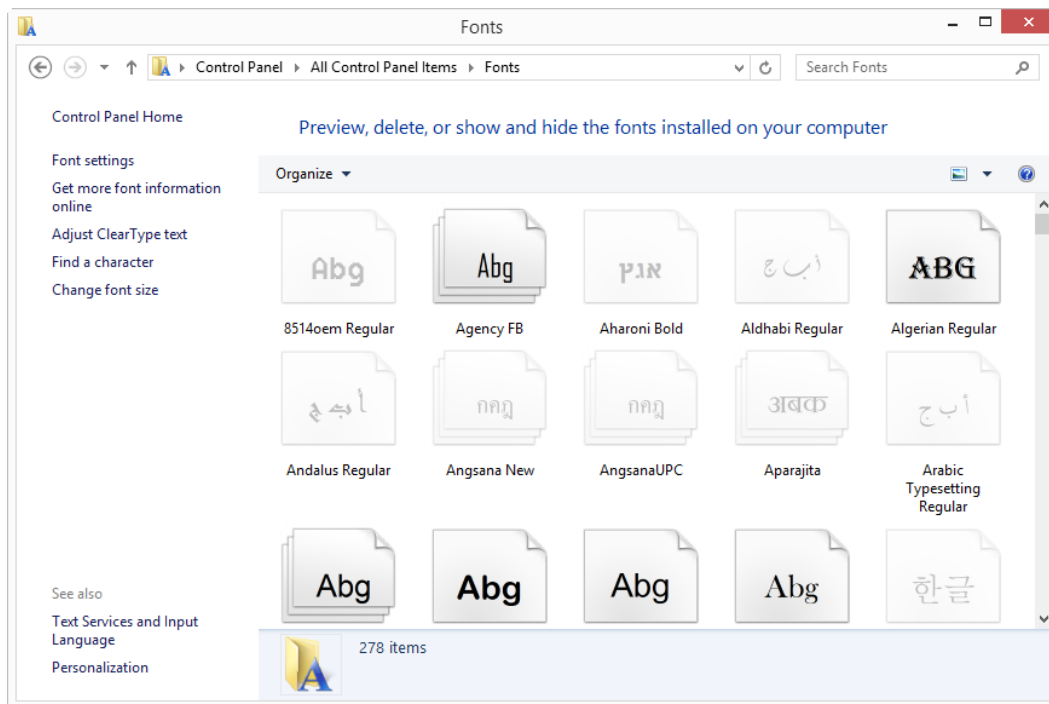 Fonts
Control Panel All Control Panel Items Fonts
Search Fonts
Control Panel Home
Font settings
Get more font information
online
Adjust ClearType text
Find a character
Change font size
See also
Text Services and Input
Language
Personalization
Preview, delete, or show and hide the fonts installed on your computer
Organize
Abg Abg אבץ أب ج ABG
8514oem Regular Agency FB Aharoni Bold Aldhabi Regular Algerian Regular
أب ج กคฎ กคฎ अबक أب ج
Andalus Regular Angsana New AngsanaUPC Aparajita Arabic
Typesetting
Regular
Abg Abg Abg Abg 한글
278 items